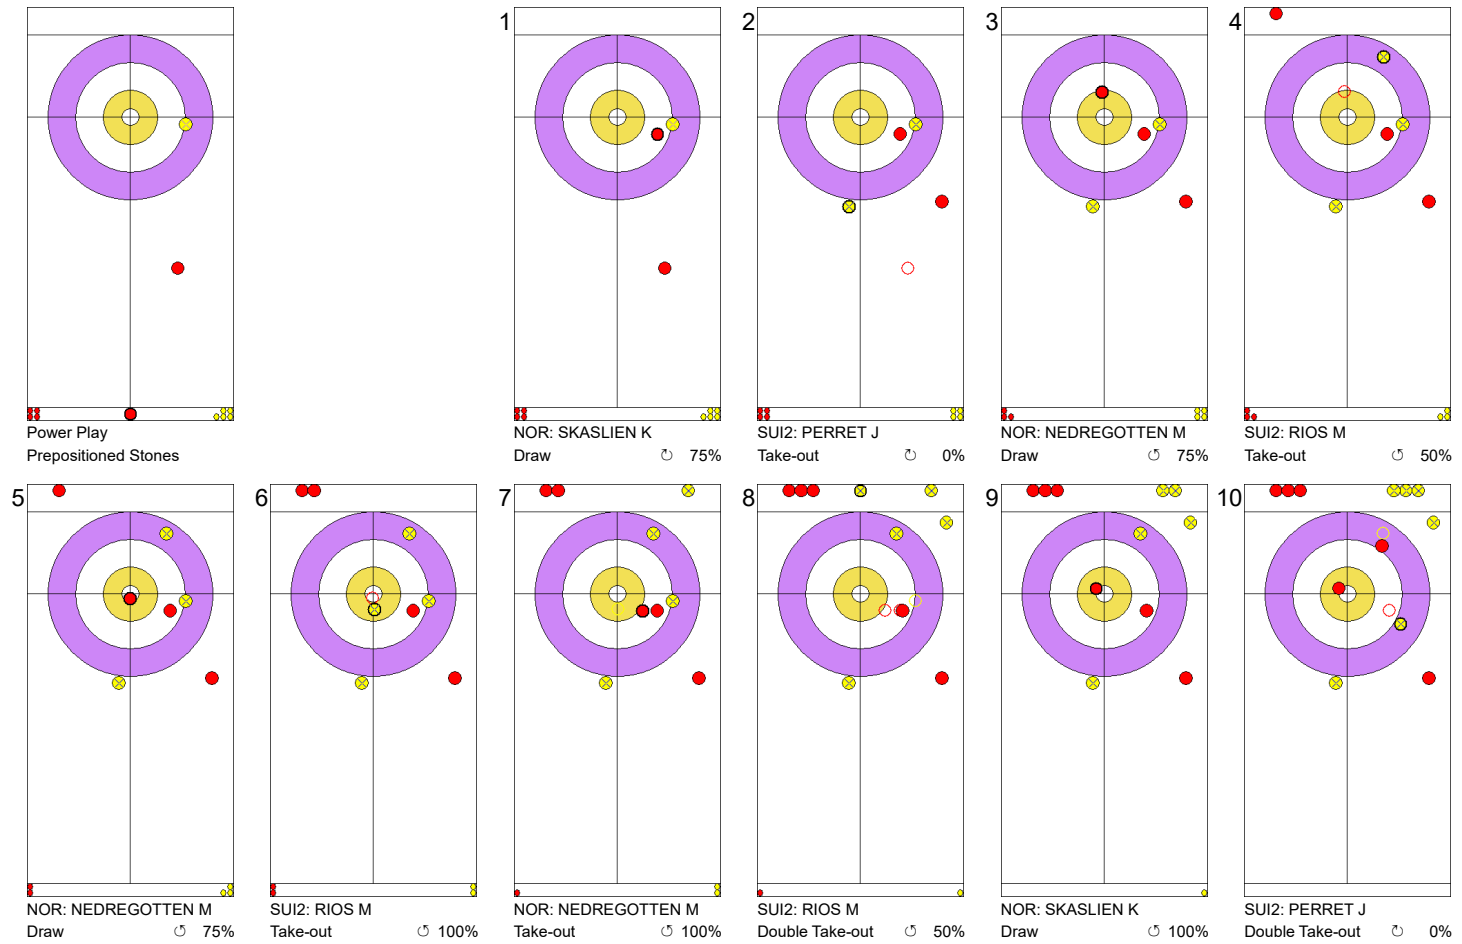 1
2
3
4
Power Play
Prepositioned Stones
NOR: SKASLIEN K
Draw ↻ 75%
SUI2: PERRET J
Take-out ↻ 0%
NOR: NEDREGOTTEN M
Draw ↺ 75%
SUI2: RIOS M
Take-out ↺ 50%
5
6
7
8
9
10
NOR: NEDREGOTTEN M
Draw ↺ 75%
SUI2: RIOS M
Take-out ↺ 100%
NOR: NEDREGOTTEN M
Take-out ↺ 100%
SUI2: RIOS M
Double Take-out ↺ 50%
NOR: SKASLIEN K
Draw ↺ 100%
SUI2: PERRET J
Double Take-out ↺ 0%